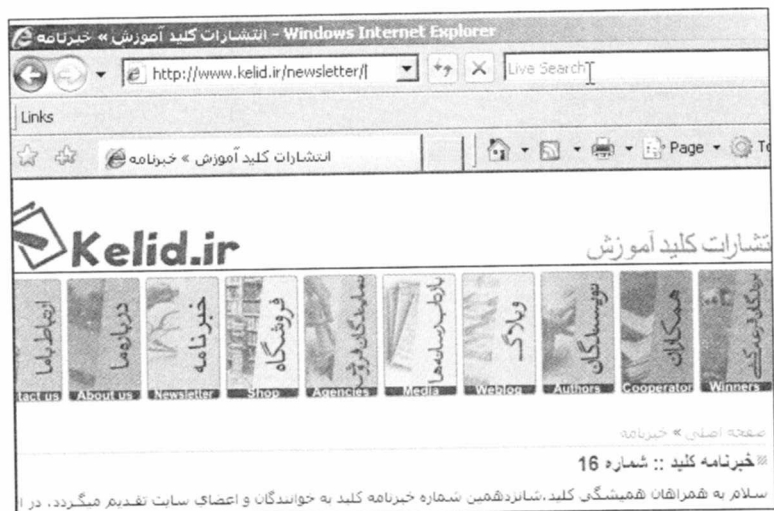 انتشارات کلید آموزش » خبرنامه - Windows Internet Explorer
http://www.kelid.ir/newsletter/
Live Search
Links
انتشارات کلید آموزش » خبرنامه
Page
To
Kelid.ir
تشارات کلید آموزش
ارتباط با ما
درباره ما
خبرنامه
فروشگاه
نمایندگان فروش
بازتاب رسانه‌ها
وبلاگ
نویسندگان
همکاران
tact us
About us
Newsletter
Shop
Agencies
Media
Weblog
Authors
Cooperator
Winners
صفحه اصلی » خبرنامه
خبرنامه کلید :: شماره 16
سلام به همراهان همیشگی کلید،شانزدهمین شماره خبرنامه کلید به خوانندگان و اعضای سایت تقدیم میگردد، در ا